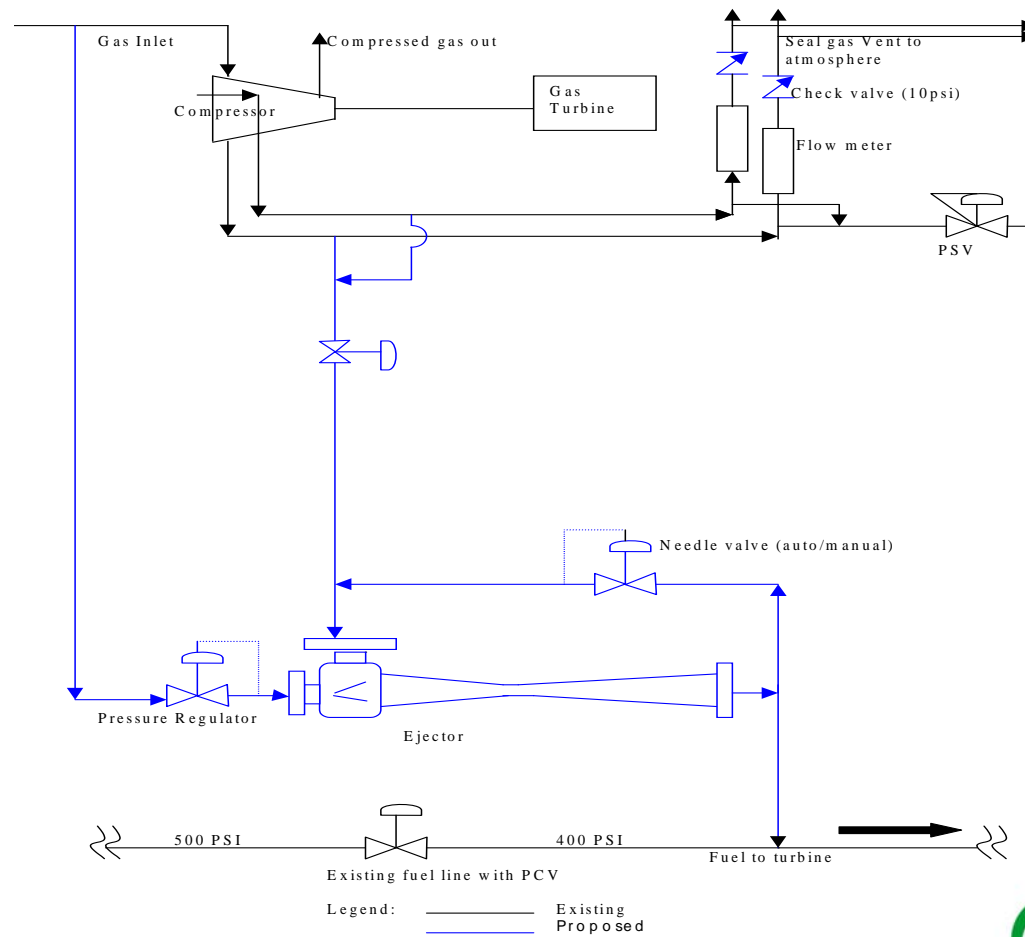 Gas Inlet
Compressed gas out
Seal gas Vent to
atmosphere
Compressor
Gas
Turbine
Check valve (10psi)
Flow meter
PSV
Needle valve (auto/manual)
Pressure Regulator
Ejector
500 PSI
400 PSI
Fuel to turbine
Existing fuel line with PCV
Legend:
Existing
Proposed